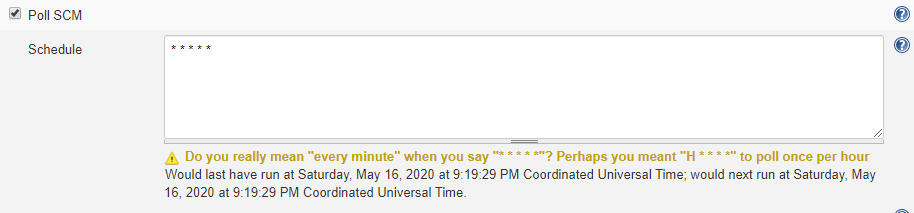 Poll SCM
Schedule
* * * * *
Do you really mean "every minute" when you say "* * * * *"? Perhaps you meant "H * * * *" to poll once per hour
Would last have run at Saturday, May 16, 2020 at 9:19:29 PM Coordinated Universal Time; would next run at Saturday, May
16, 2020 at 9:19:29 PM Coordinated Universal Time.